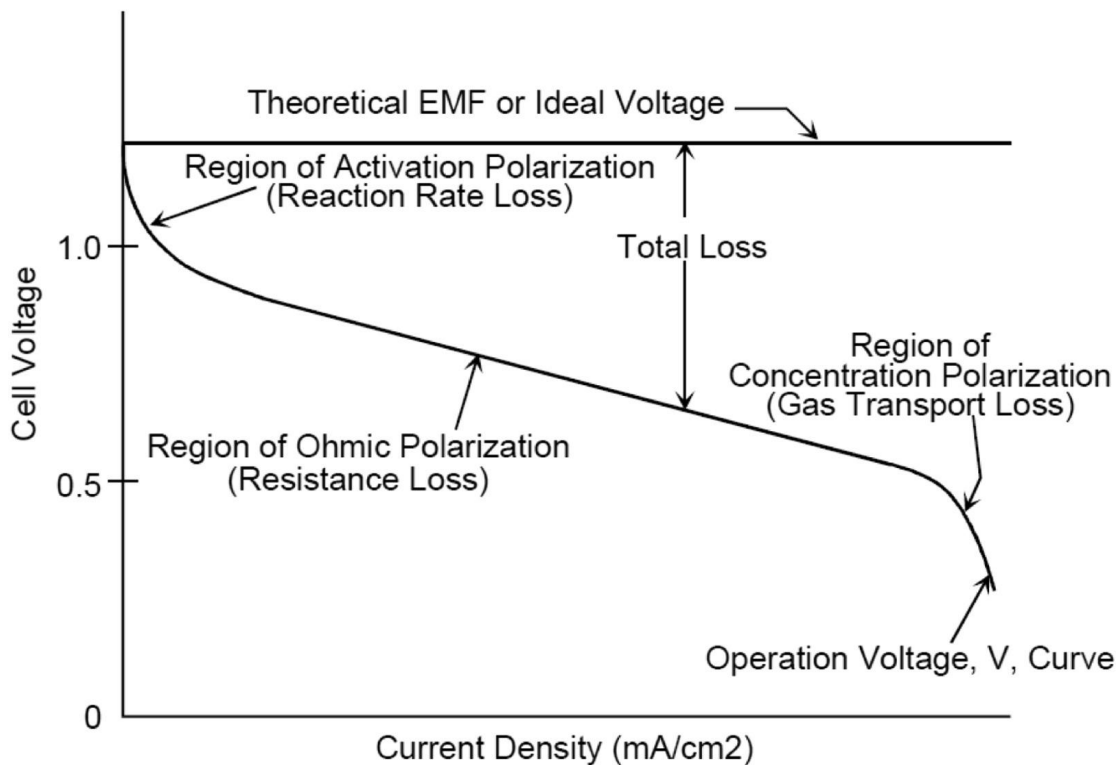 Theoretical EMF or Ideal Voltage
Region of Activation Polarization
(Reaction Rate Loss)
1.0
Total Loss
Cell Voltage
Region of
Concentration Polarization
(Gas Transport Loss)
Region of Ohmic Polarization
(Resistance Loss)
0.5
Operation Voltage, V, Curve
0
Current Density (mA/cm2)